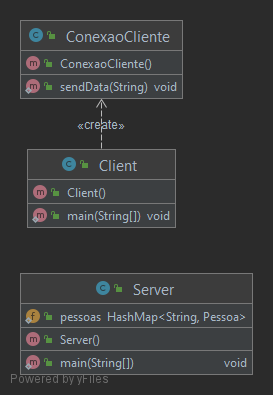 ConexaoCliente
ConexaoCliente()
sendData(String) void
«create»
Client
Client()
main(String[]) void
Server
pessoas HashMap<String, Pessoa>
Server()
main(String[]) void
Powered by yFiles